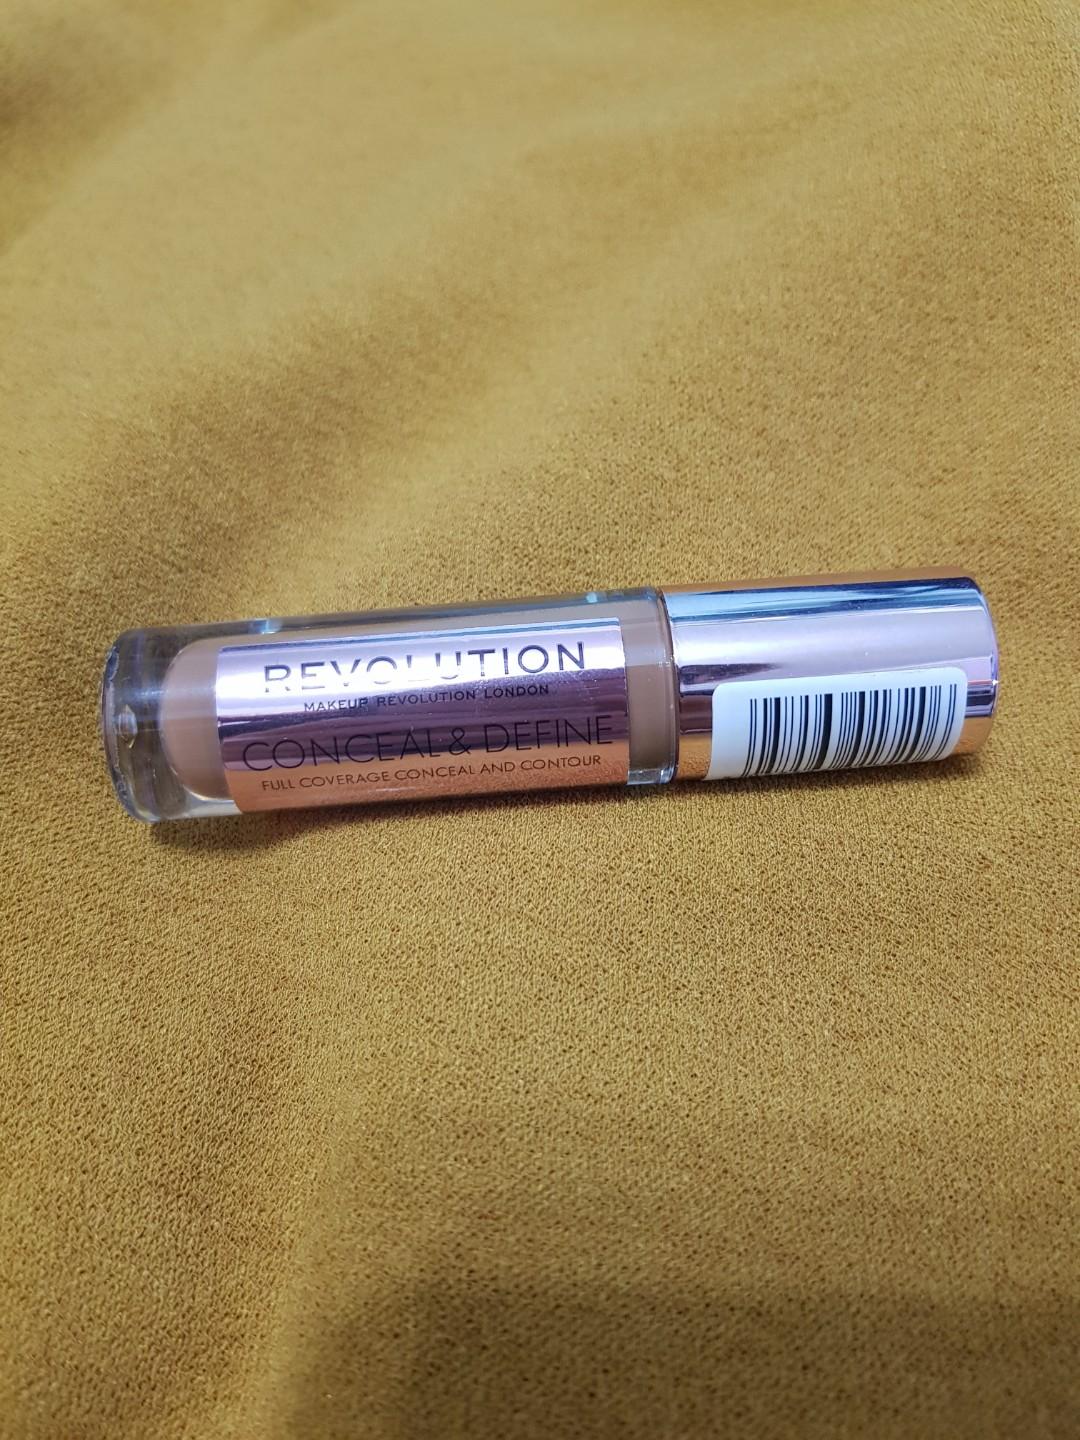 REVOLUTION
MAKEUP REVOLUTION LONDON
CONCEAL & DEFINE
FULL COVERAGE CONCEAL AND CONTOUR